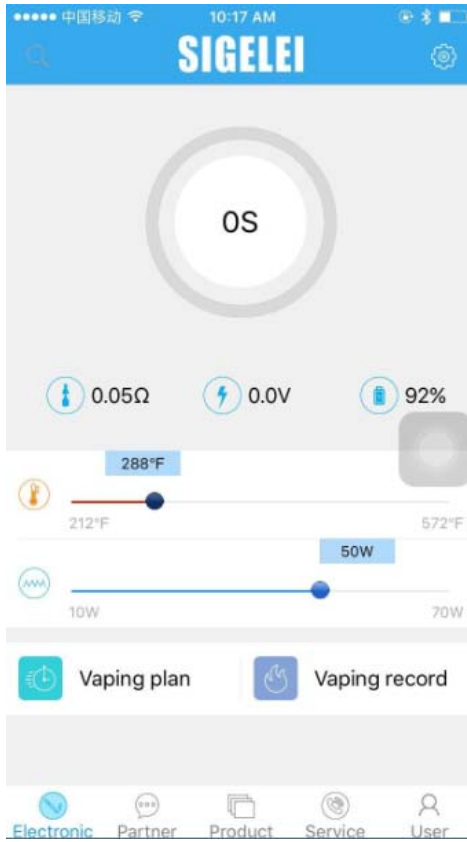 中国移动 10:17 AM
SIGELEI
0S
0.05Ω 0.0V 92%
288°F
212°F 572°F
50W
10W 70W
Vaping plan Vaping record
Electronic Partner Product Service User